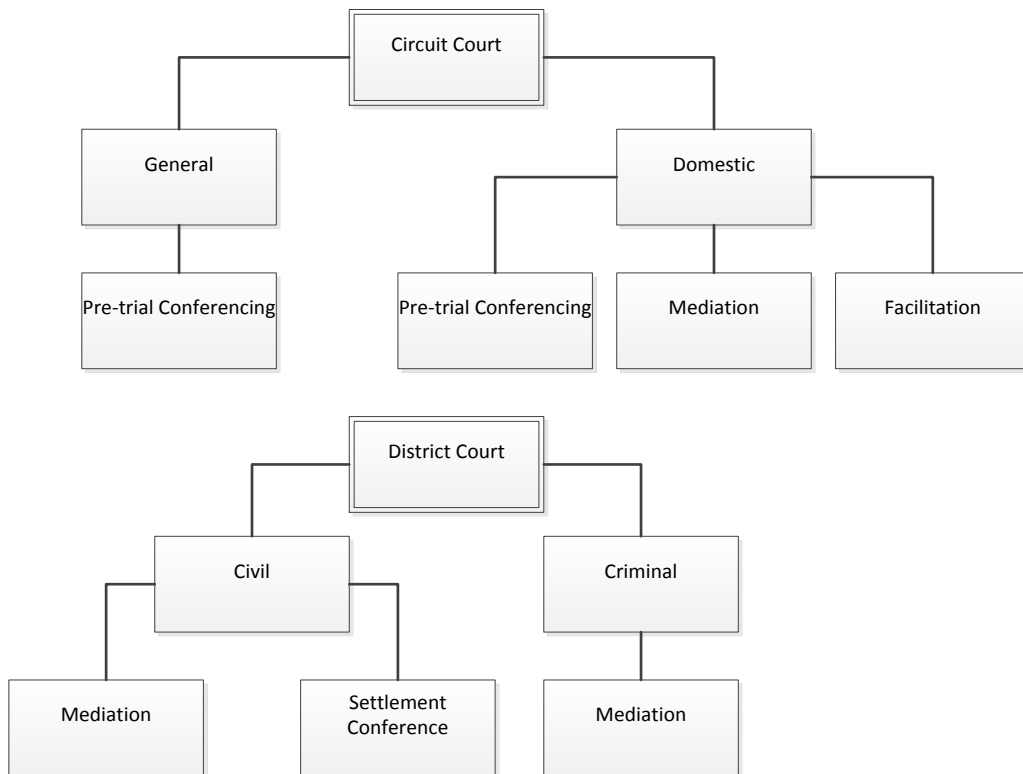 Circuit Court
General
Domestic
Pre-trial Conferencing
Pre-trial Conferencing
Mediation
Facilitation
District Court
Civil
Criminal
Mediation
Settlement
Conference
Mediation